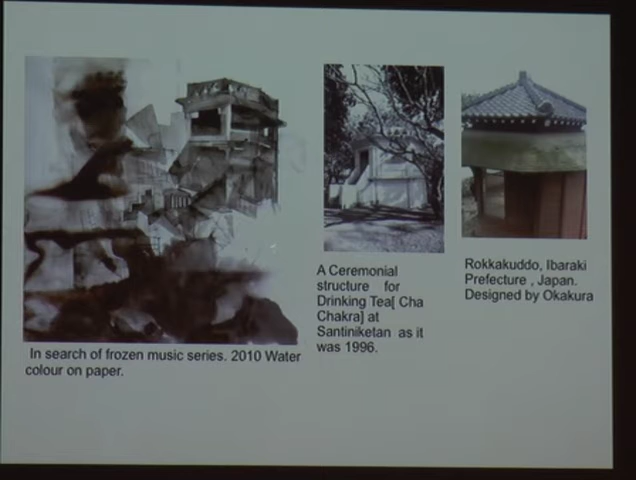 In search of frozen music series. 2010 Water
colour on paper.
A Ceremonial
structure for
Drinking Tea[ Cha
Chakra] at
Santiniketan as it
was 1996.
Rokkakuddo, Ibaraki
Prefecture , Japan.
Designed by Okakura